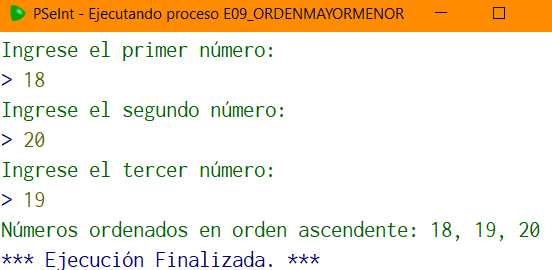 PSeInt - Ejecutando proceso E09_ORDENMAYORMENOR
Ingrese el primer número:
> 18
Ingrese el segundo número:
> 20
Ingrese el tercer número:
> 19
Números ordenados en orden ascendente: 18, 19, 20
*** Ejecución Finalizada. ***